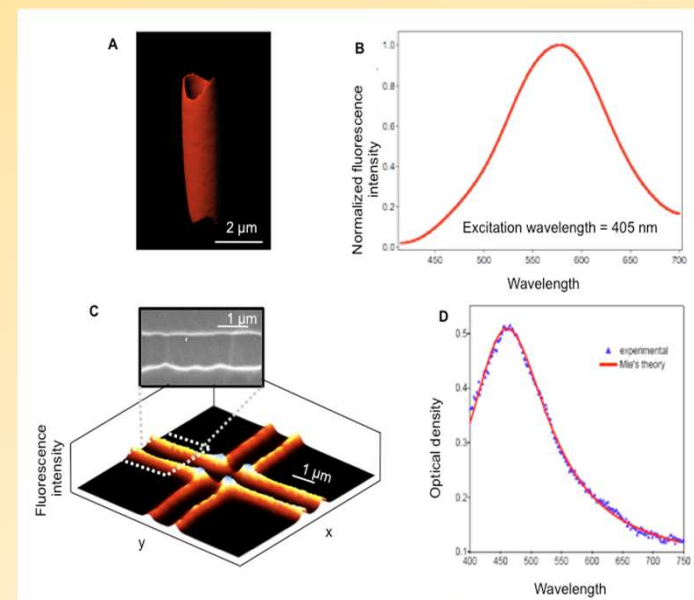 A
2 µm
B
Normalized fluorescence
intensity
1.0
0.8
0.6
0.4
0.2
0.0
Excitation wavelength = 405 nm
450 500 550 600 650 700
Wavelength
C
1 µm
Fluorescence
intensity
1 µm
y
x
D
Optical density
0.5
0.4
0.3
0.2
0.1
experimental
Mie's theory
400 450 500 550 600 650 700 750
Wavelength